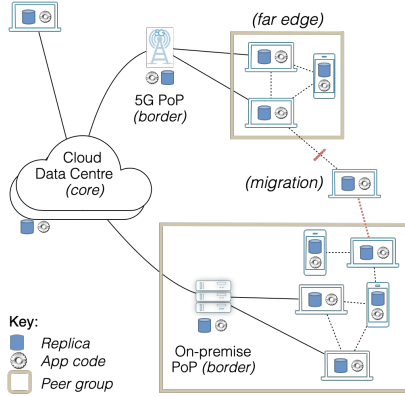 (far edge)
5G PoP
(border)
Cloud
Data Centre
(core)
(migration)
Key:
Replica
App code
Peer group
On-premise
PoP (border)